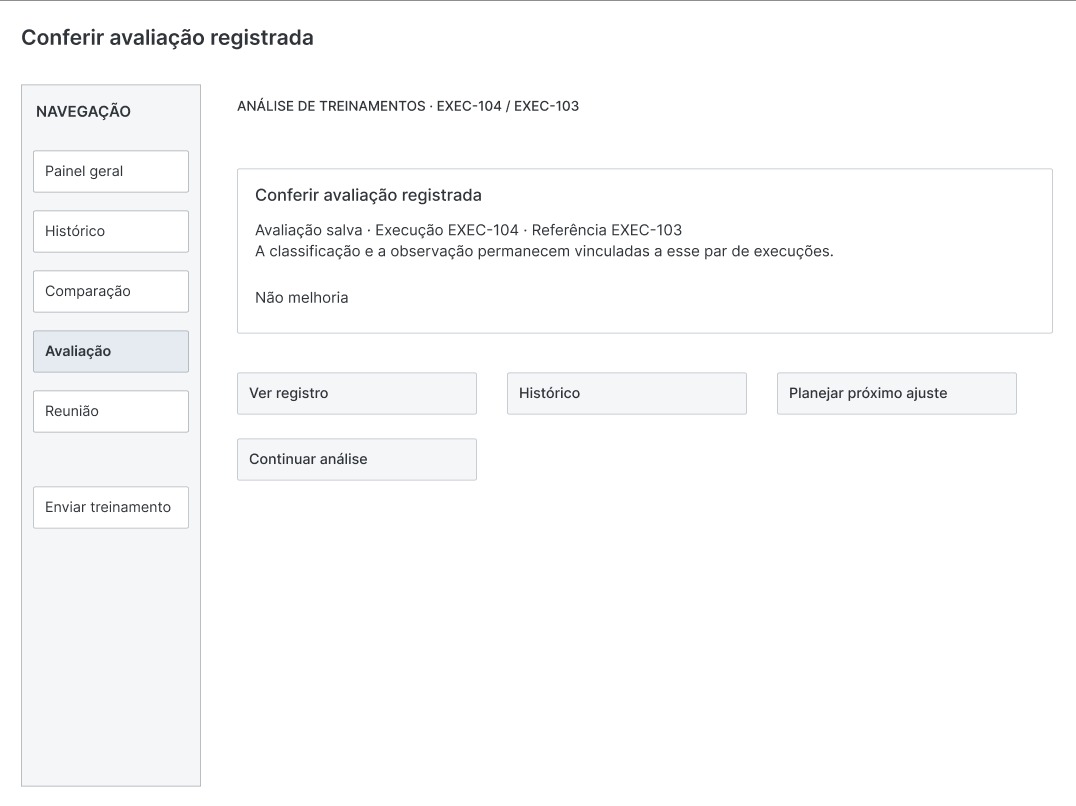 Conferir avaliação registrada
NAVEGAÇÃO
Painel geral
Histórico
Comparação
Avaliação
Reunião
Enviar treinamento
ANÁLISE DE TREINAMENTOS · EXEC-104 / EXEC-103
Conferir avaliação registrada
Avaliação salva · Execução EXEC-104 · Referência EXEC-103
A classificação e a observação permanecem vinculadas a esse par de execuções.
Não melhoria
Ver registro
Histórico
Planejar próximo ajuste
Continuar análise